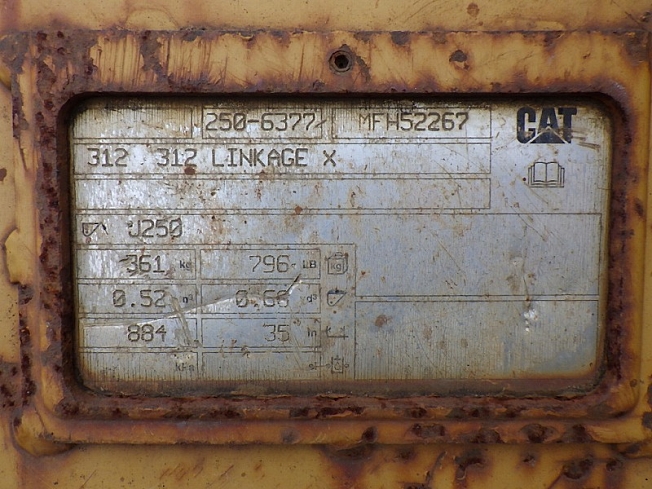 250-6377 MFH52267 CAT
312 312 LINKAGE X
J250
361 kg 796 LB kg
0.52 0.68
884 35 in
kPa